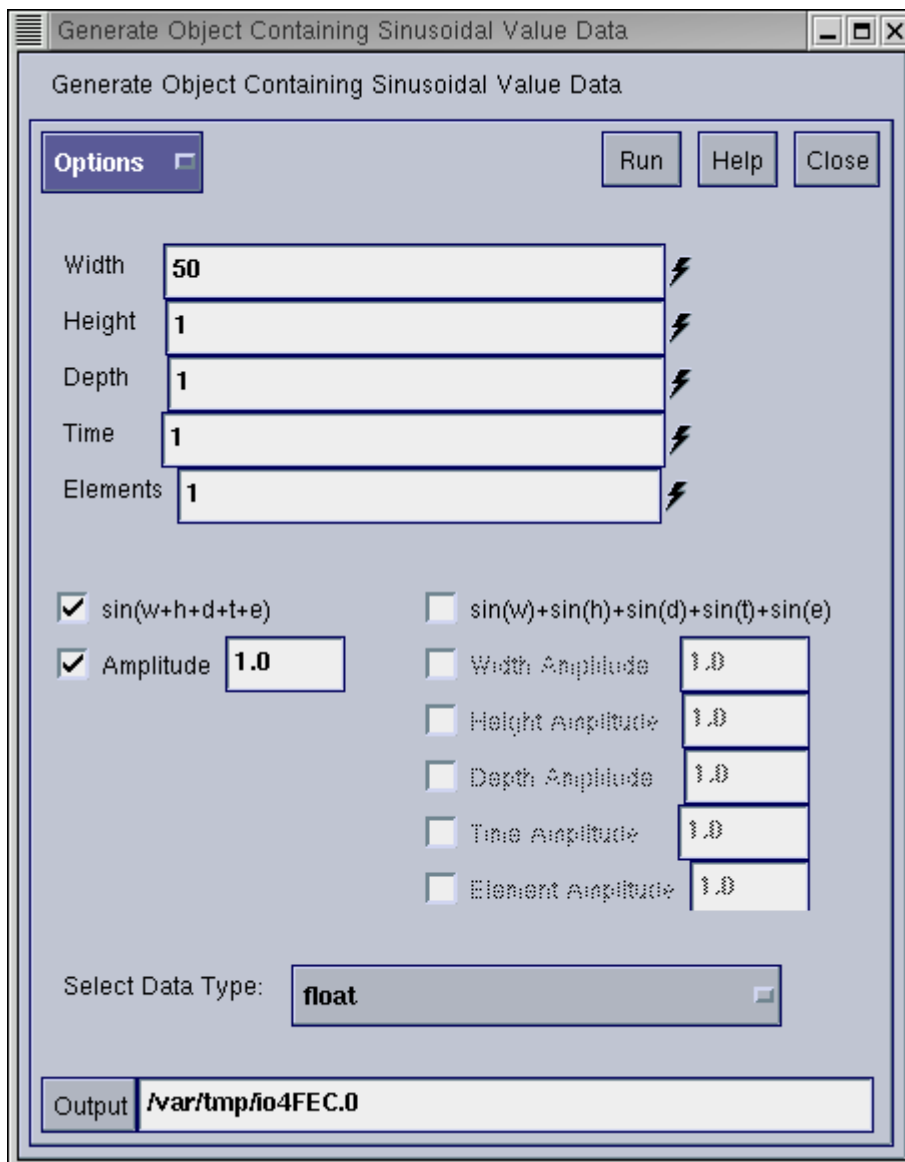 Generate Object Containing Sinusoidal Value Data
Generate Object Containing Sinusoidal Value Data
Options Run Help Close
Width 50
Height 1
Depth 1
Time 1
Elements 1
sin(w+h+d+t+e) sin(w)+sin(h)+sin(d)+sin(t)+sin(e)
Amplitude 1.0 Width Amplitude 1.0
Height Amplitude 1.0
Depth Amplitude 1.0
Time Amplitude 1.0
Element Amplitude 1.0
Select Data Type: float
Output /var/tmp/io4FEC.0